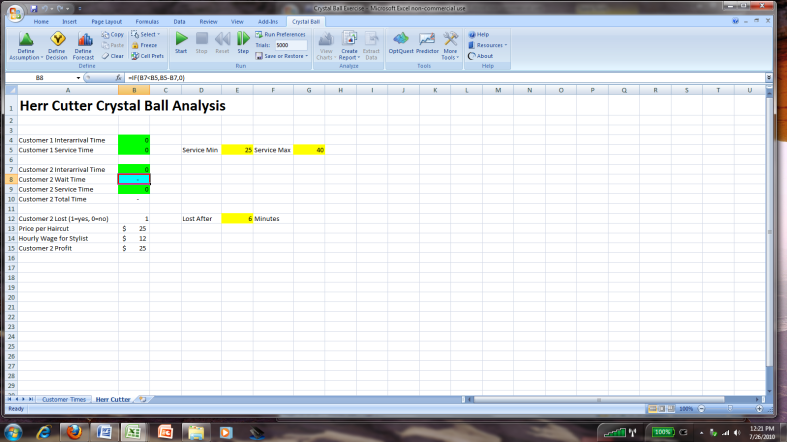 Crystal Ball Exercise - Microsoft Excel non-commercial use
Home Insert Page Layout Formulas Data Review View Add-Ins Crystal Ball
Define Assumption Define Decision Define Forecast Copy Paste Clear Select Freeze Cell Prefs Start Stop Reset Step Run Preferences Trials: 5000 Save or Restore View Charts Create Report Extract Data OptQuest Predictor More Tools Help Resources About
Define Run Analyze Tools Help
B8 fx =IF(B7<B5,B5-B7,0)
A B C D E F G H I J K L M N O P Q R S T U
1 Herr Cutter Crystal Ball Analysis
2
3
4 Customer 1 Interarrival Time 0
5 Customer 1 Service Time 0 Service Min 25 Service Max 40
6
7 Customer 2 Interarrival Time 0
8 Customer 2 Wait Time -
9 Customer 2 Service Time 0
10 Customer 2 Total Time -
11
12 Customer 2 Lost (1=yes, 0=no) 1 Lost After 6 Minutes
13 Price per Haircut $ 25
14 Hourly Wage for Stylist $ 12
15 Customer 2 Profit $ 25
16
17
18
19
20
21
22
23
24
25
26
27
28
29
Customer Times Herr Cutter
Ready 100%
100% 12:21 PM
7/26/2010